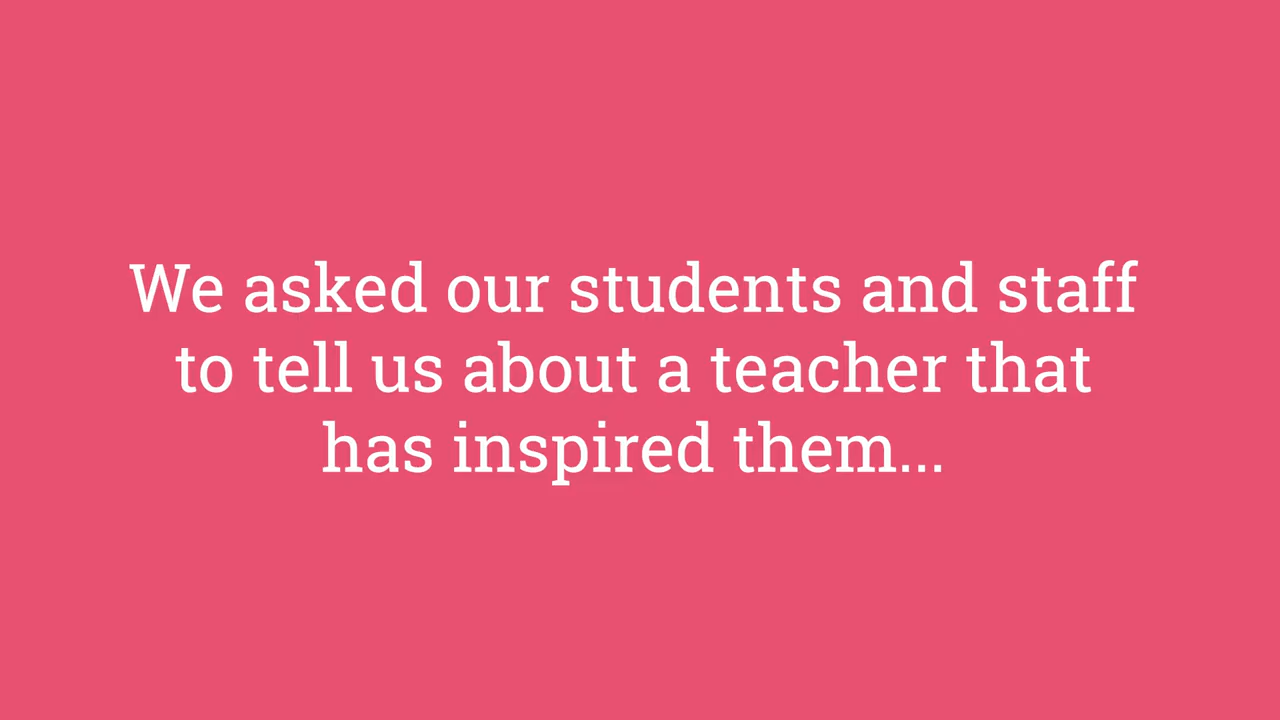 We asked our students and staff
to tell us about a teacher that
has inspired them...